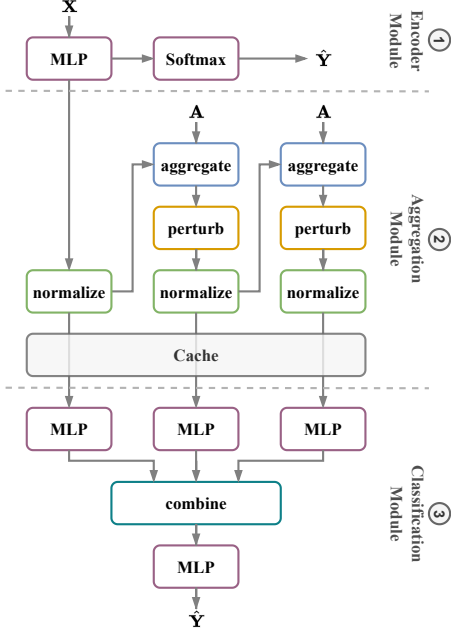 X
MLP
Softmax
Ŷ
① Encoder
Module
A
A
aggregate
aggregate
perturb
perturb
② Aggregation
Module
normalize
normalize
normalize
Cache
MLP
MLP
MLP
③ Classification
Module
combine
MLP
Ŷ